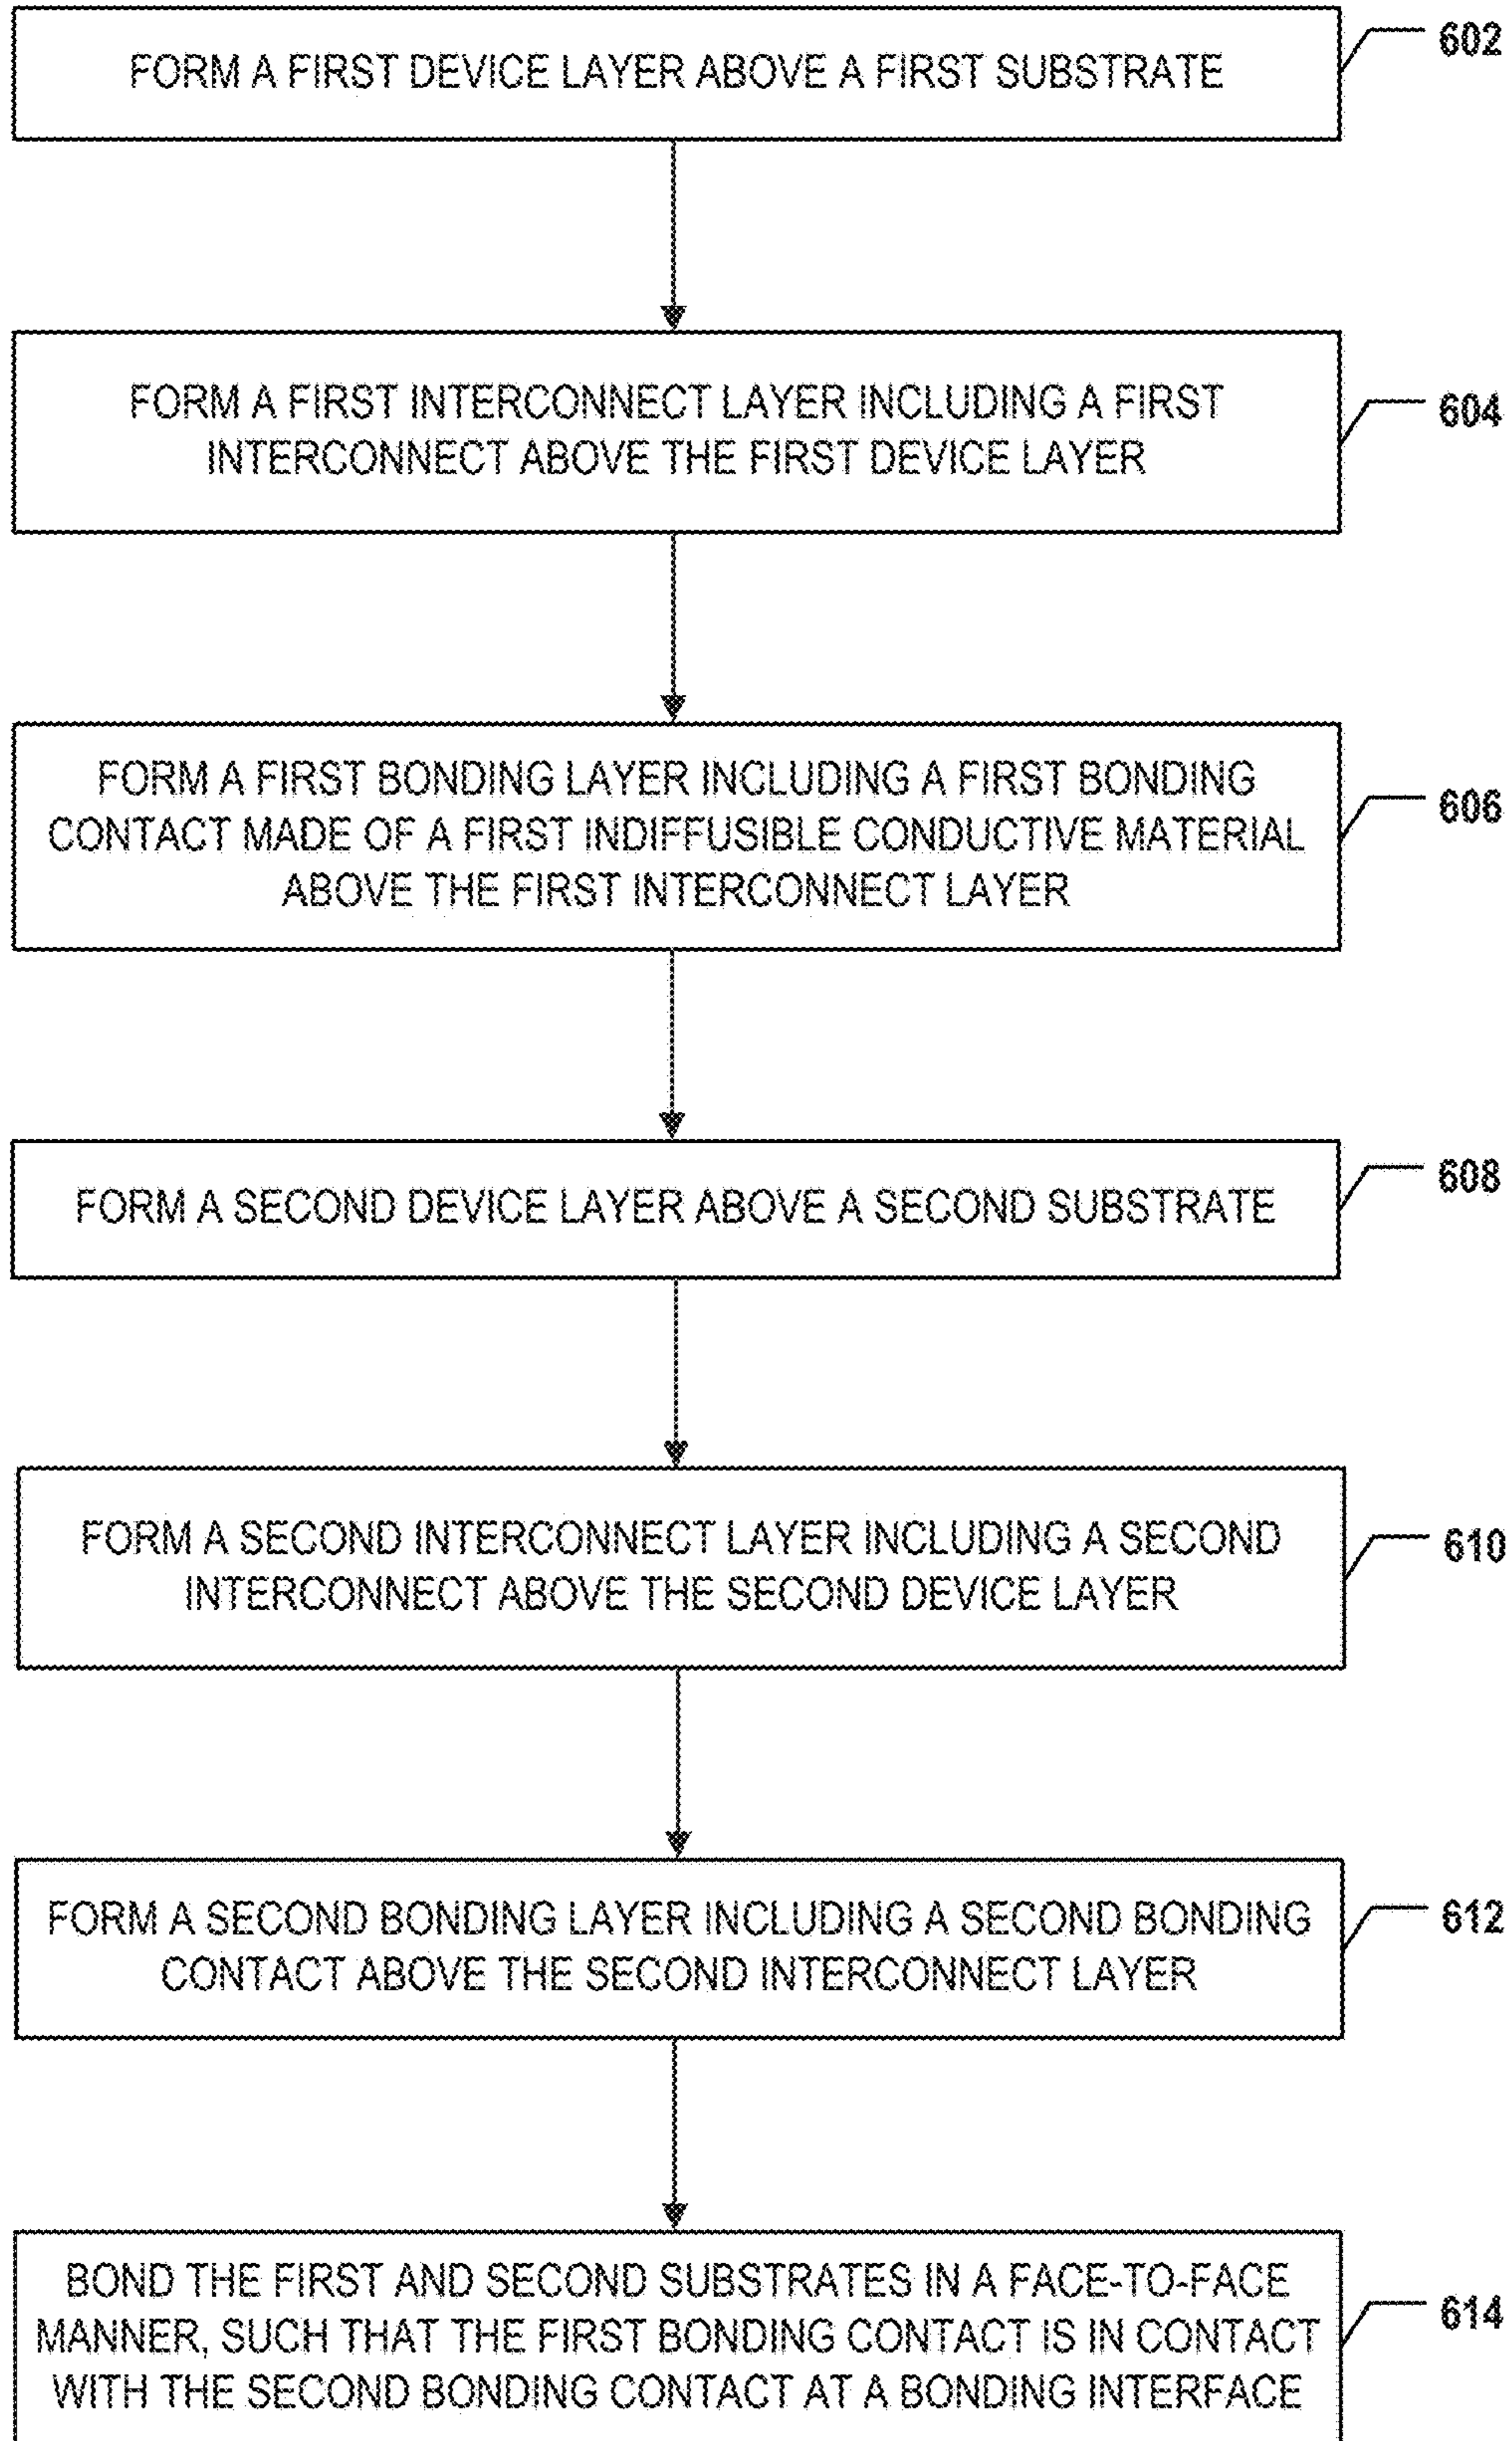 FORM A FIRST DEVICE LAYER ABOVE A FIRST SUBSTRATE
602
FORM A FIRST INTERCONNECT LAYER INCLUDING A FIRST
INTERCONNECT ABOVE THE FIRST DEVICE LAYER
604
FORM A FIRST BONDING LAYER INCLUDING A FIRST BONDING
CONTACT MADE OF A FIRST INDIFFUSIBLE CONDUCTIVE MATERIAL
ABOVE THE FIRST INTERCONNECT LAYER
606
FORM A SECOND DEVICE LAYER ABOVE A SECOND SUBSTRATE
608
FORM A SECOND INTERCONNECT LAYER INCLUDING A SECOND
INTERCONNECT ABOVE THE SECOND DEVICE LAYER
610
FORM A SECOND BONDING LAYER INCLUDING A SECOND BONDING
CONTACT ABOVE THE SECOND INTERCONNECT LAYER
612
BOND THE FIRST AND SECOND SUBSTRATES IN A FACE-TO-FACE
MANNER, SUCH THAT THE FIRST BONDING CONTACT IS IN CONTACT
WITH THE SECOND BONDING CONTACT AT A BONDING INTERFACE
614